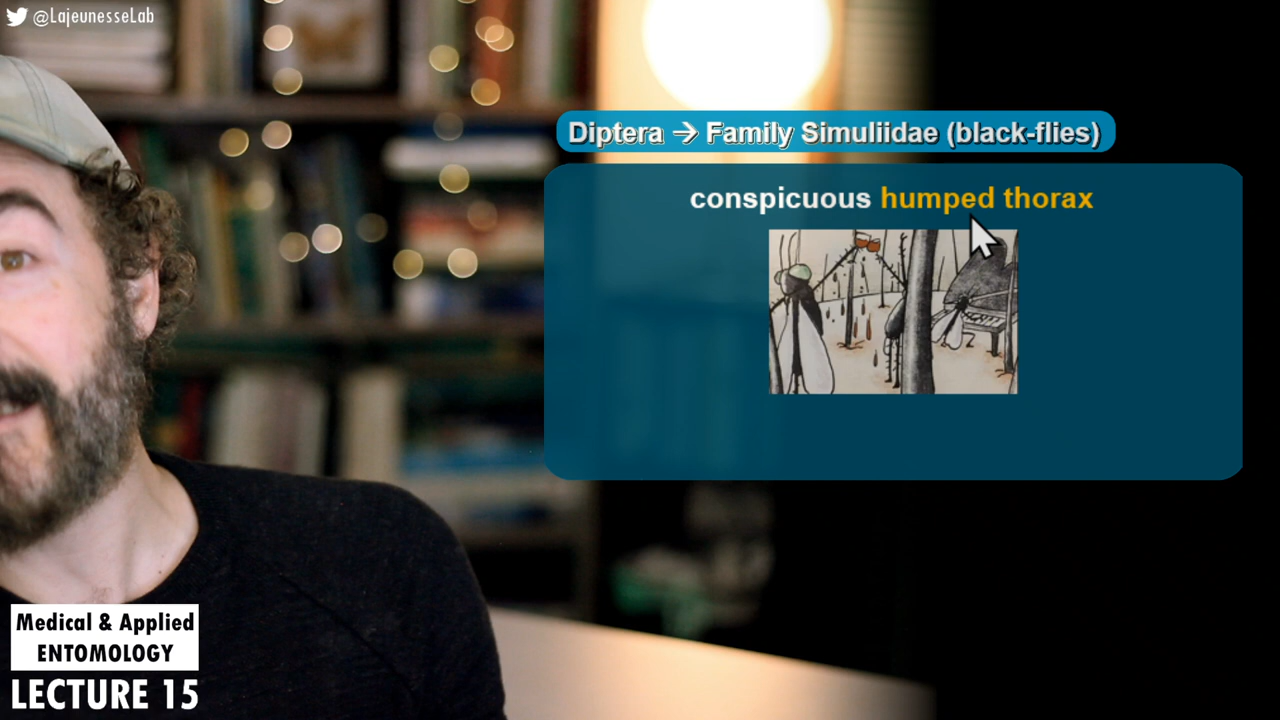 @LajeunesseLab
Diptera → Family Simuliidae (black-flies)
conspicuous humped thorax
Medical & Applied
ENTOMOLOGY
LECTURE 15